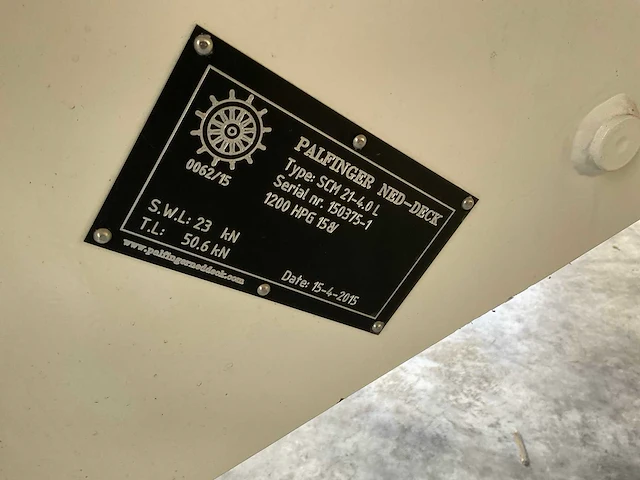 PALFINGER NED-DECK
Type: SCM 21-4.0 L
Serial nr. 150375-1
1200 HPG 158/
0062/15
S.W.L: 23 kN
T.L: 50.6 kN
www.palfingerneddeck.com
Date: 15-4-2015